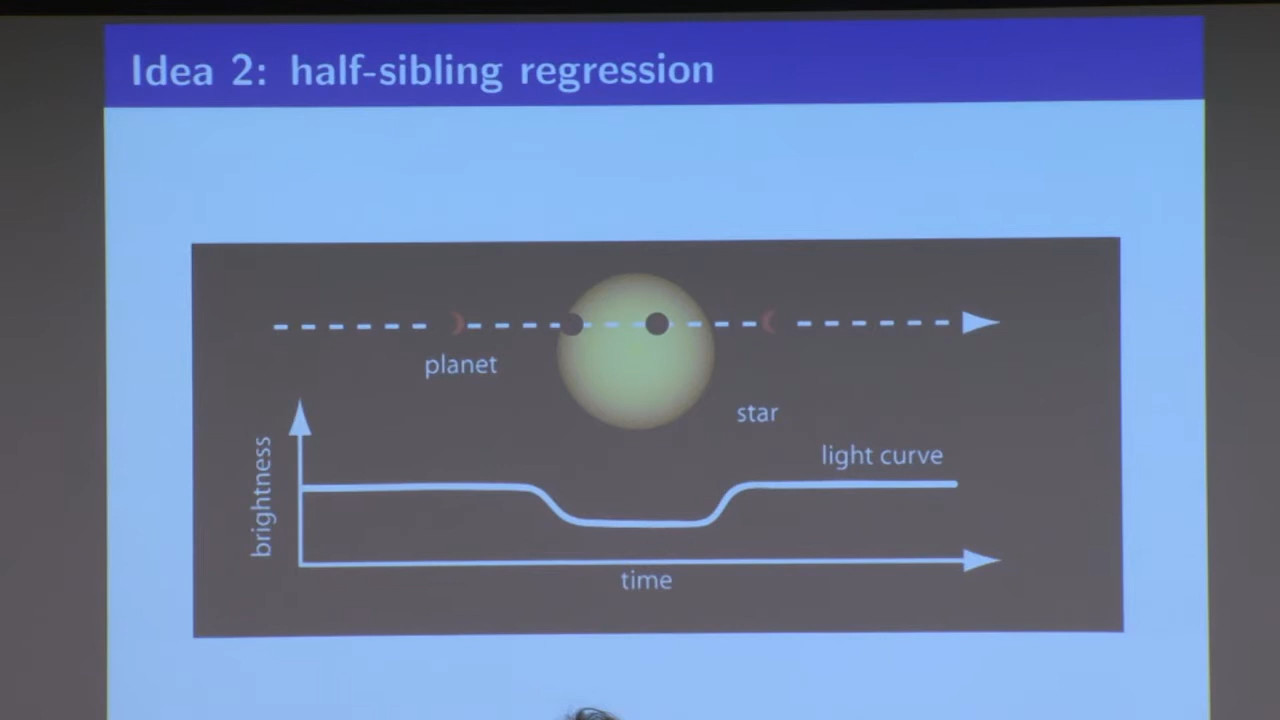 Idea 2: half-sibling regression
planet
star
light curve
brightness
time